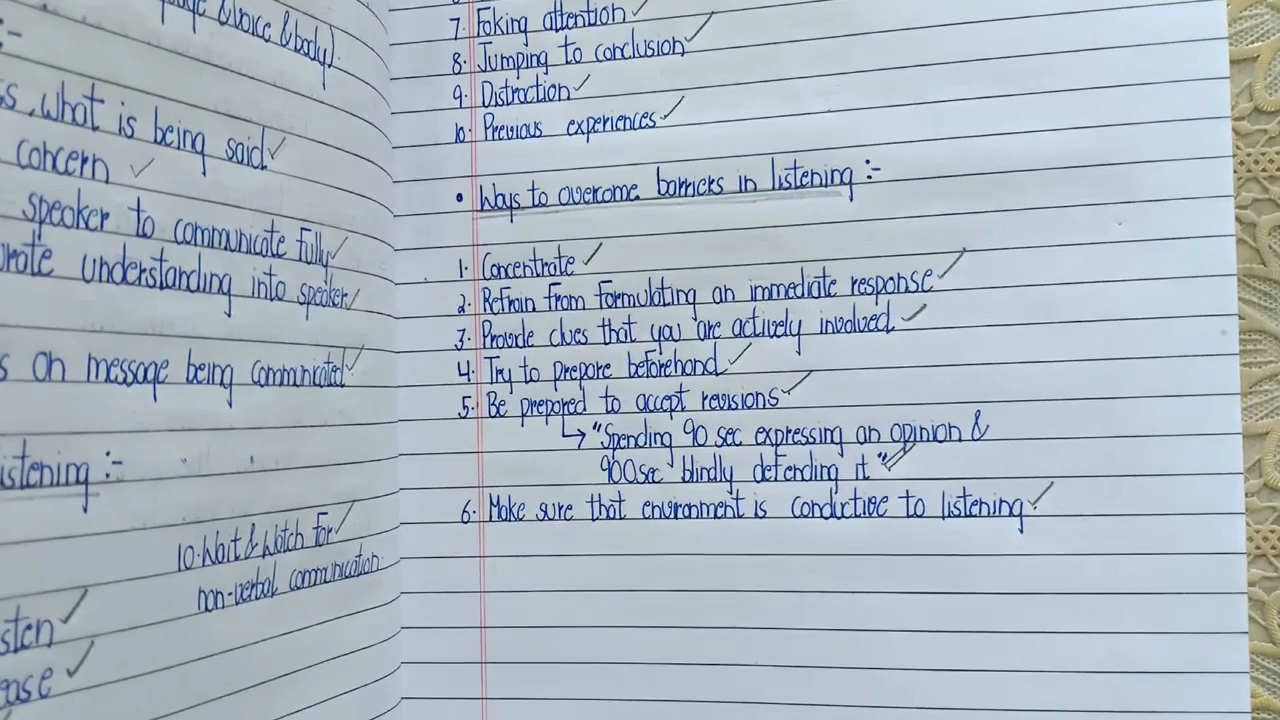 & voice & body).
what is being said
concern
speaker to communicate fully
understanding into speaker
on message being communicated
10. Wait & Watch for
non-verbal communication
7. Faking attention
8. Jumping to conclusion
9. Distraction
10. Previous experiences
• Ways to overcome barriers in listening :-
1. Concentrate
2. Refrain from formulating an immediate response
3. Provide clues that you are actively involved
4. Try to prepare beforehand
5. Be prepared to accept revisions
↳ "Spending 90 sec expressing an opinion &
900sec blindly defending it"
6. Make sure that environment is conductive to listening